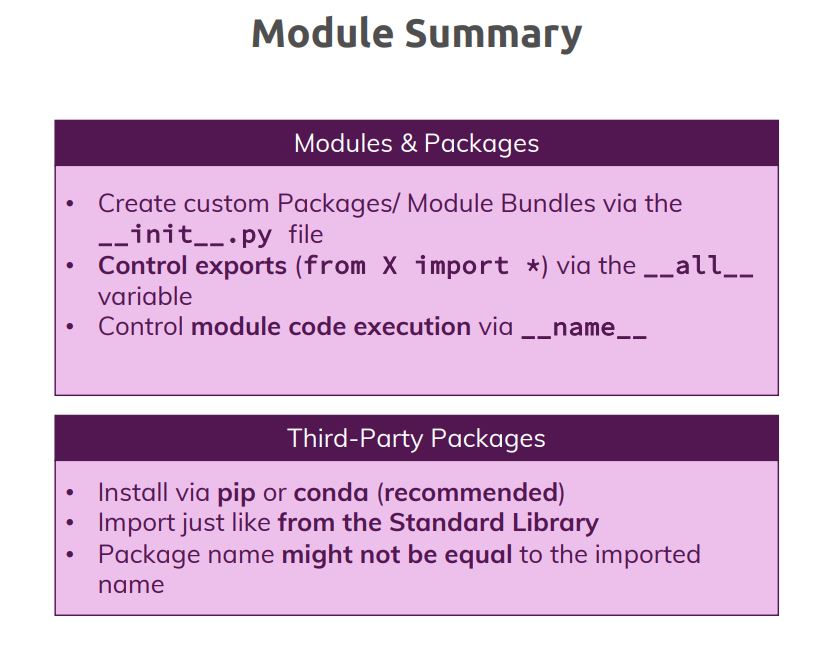 Module Summary
Modules & Packages
• Create custom Packages/ Module Bundles via the
__init__.py file
• Control exports (from X import *) via the __all__
variable
• Control module code execution via __name__
Third-Party Packages
• Install via pip or conda (recommended)
• Import just like from the Standard Library
• Package name might not be equal to the imported
name